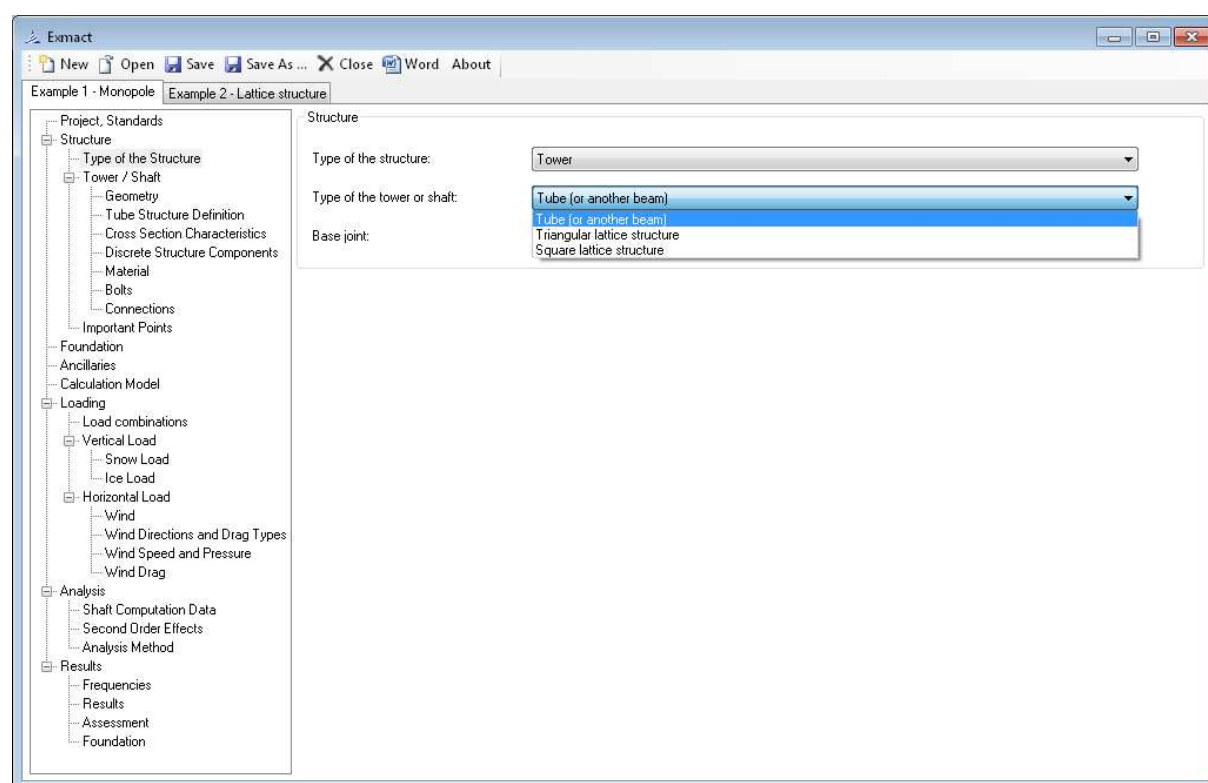 Exmact
New Open Save Save As ... Close Word About
Example 1 - Monopole Example 2 - Lattice structure
Project, Standards
Structure
Type of the Structure
Tower / Shaft
Geometry
Tube Structure Definition
Cross Section Characteristics
Discrete Structure Components
Material
Bolts
Connections
Important Points
Foundation
Ancillaries
Calculation Model
Loading
Load combinations
Vertical Load
Snow Load
Ice Load
Horizontal Load
Wind
Wind Directions and Drag Types
Wind Speed and Pressure
Wind Drag
Analysis
Shaft Computation Data
Second Order Effects
Analysis Method
Results
Frequencies
Results
Assessment
Foundation
Structure
Type of the structure: Tower
Type of the tower or shaft: Tube (or another beam)
Tube (or another beam)
Triangular lattice structure
Base joint:
Square lattice structure